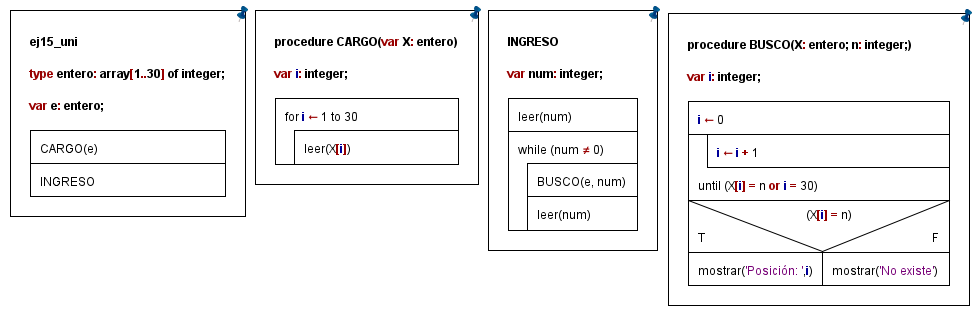 ej15_uni
type entero: array[1..30] of integer;
var e: entero;
CARGO(e)
INGRESO
procedure CARGO(var X: entero)
var i: integer;
for i ← 1 to 30
leer(X[i])
INGRESO
var num: integer;
leer(num)
while (num ≠ 0)
BUSCO(e, num)
leer(num)
procedure BUSCO(X: entero; n: integer;)
var i: integer;
i ← 0
i ← i + 1
until (X[i] = n or i = 30)
(X[i] = n)
T F
mostrar('Posición: ',i) mostrar('No existe')